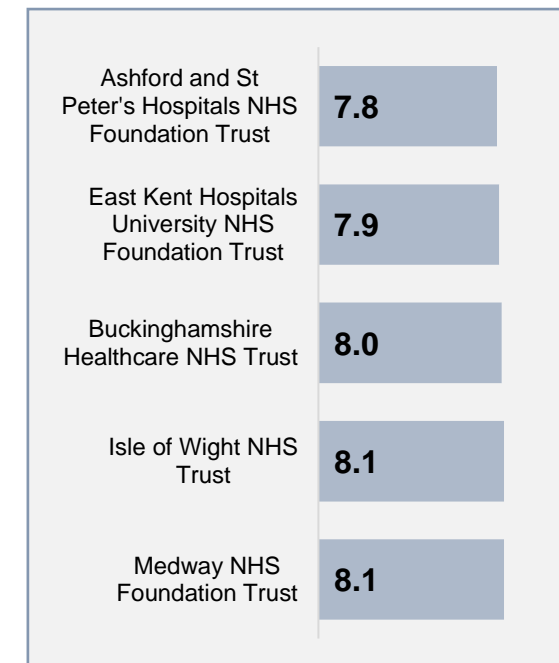 Ashford and St
Peter's Hospitals NHS
Foundation Trust
7.8
East Kent Hospitals
University NHS
Foundation Trust
7.9
Buckinghamshire
Healthcare NHS Trust
8.0
Isle of Wight NHS
Trust
8.1
Medway NHS
Foundation Trust
8.1